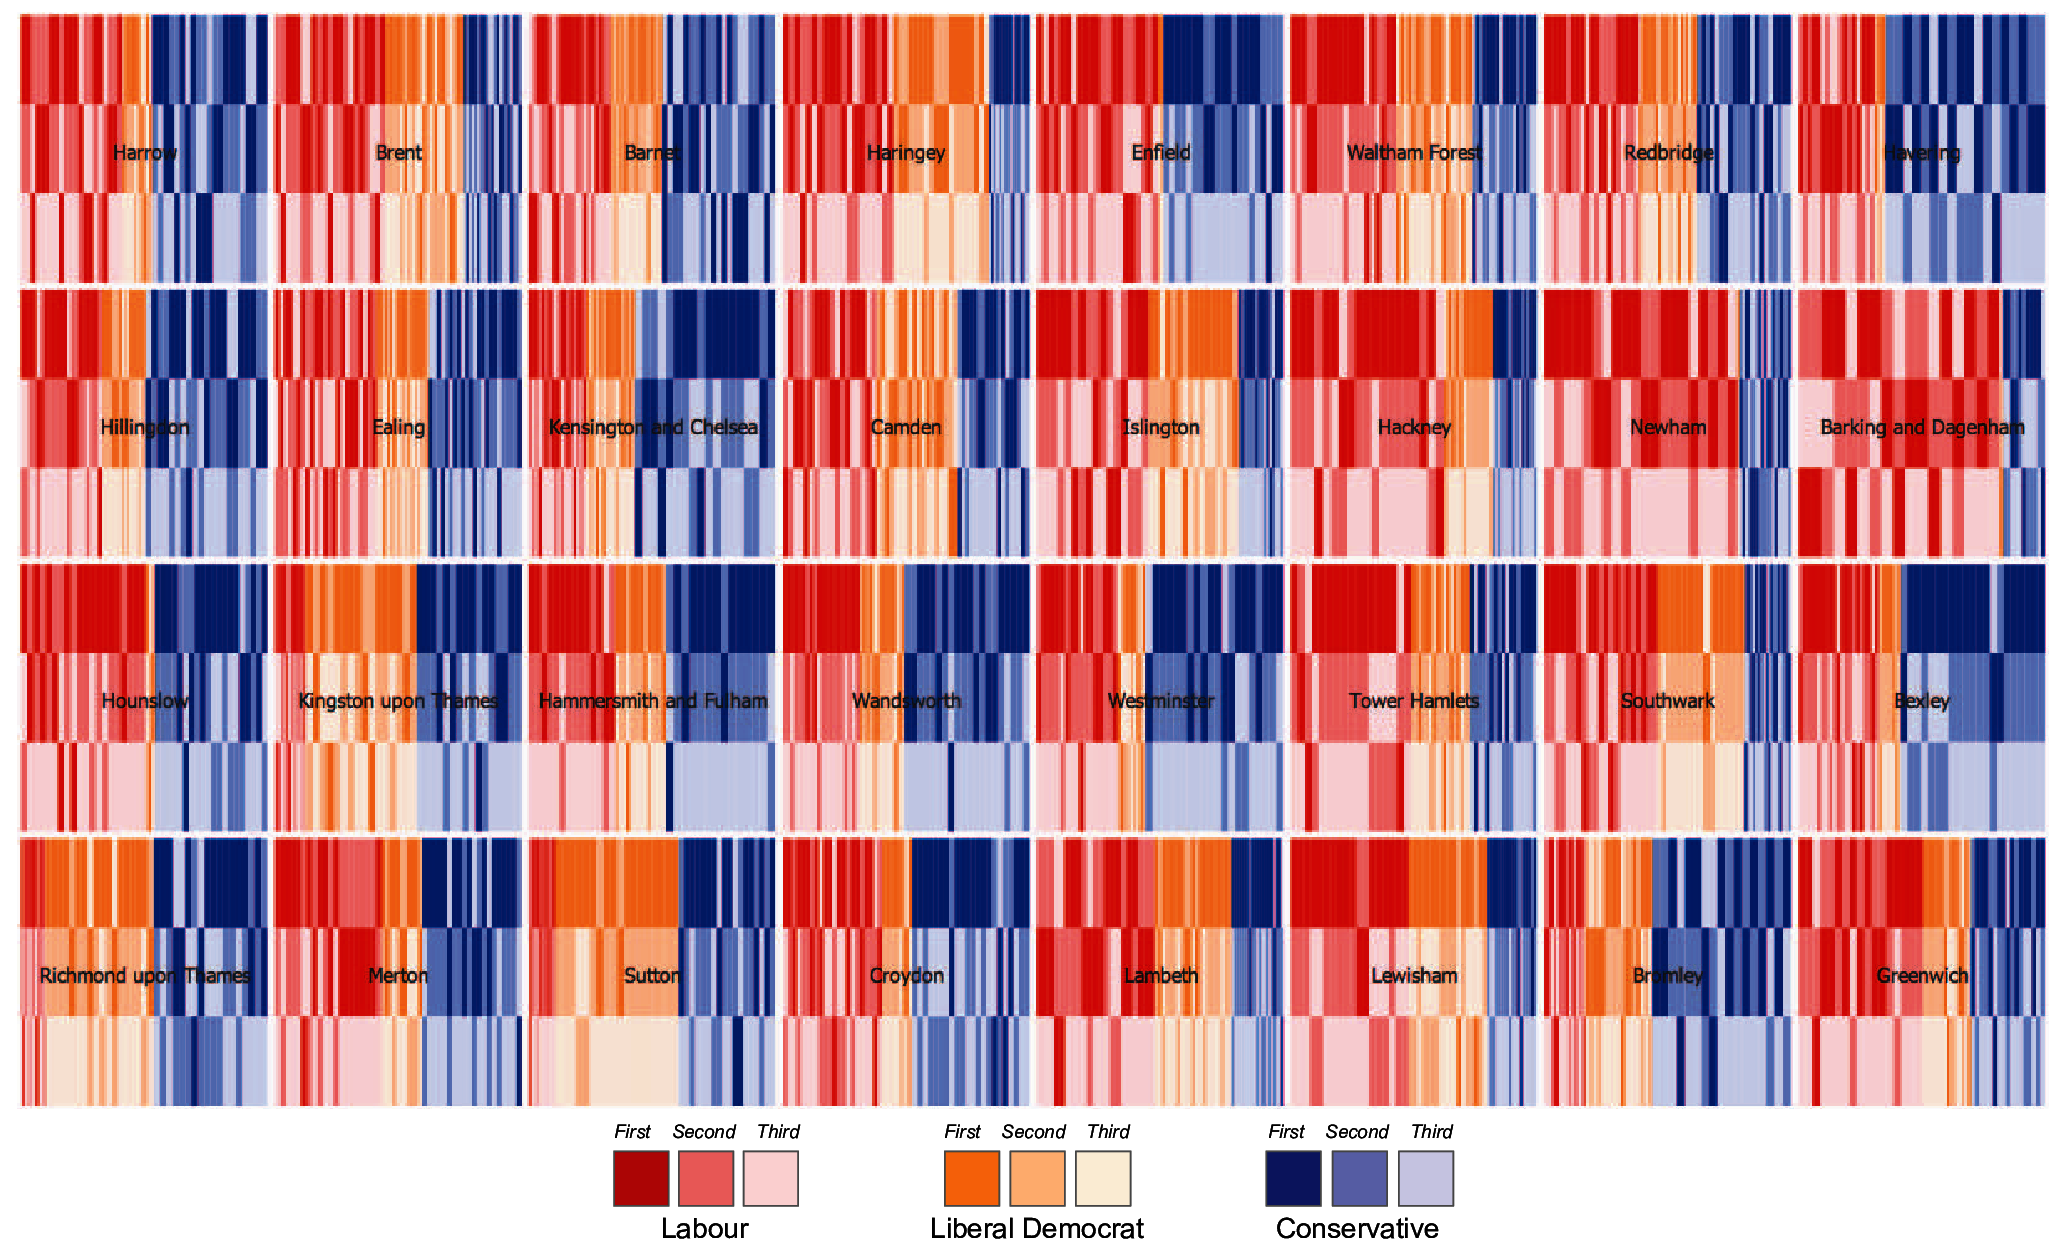 Harrow Brent Barnet Haringey Enfield Waltham Forest Redbridge Havering
Hillingdon Ealing Kensington and Chelsea Camden Islington Hackney Newham Barking and Dagenham
Hounslow Kingston upon Thames Hammersmith and Fulham Wandsworth Westminster Tower Hamlets Southwark Bexley
Richmond upon Thames Merton Sutton Croydon Lambeth Lewisham Bromley Greenwich
First Second Third First Second Third First Second Third
Labour Liberal Democrat Conservative